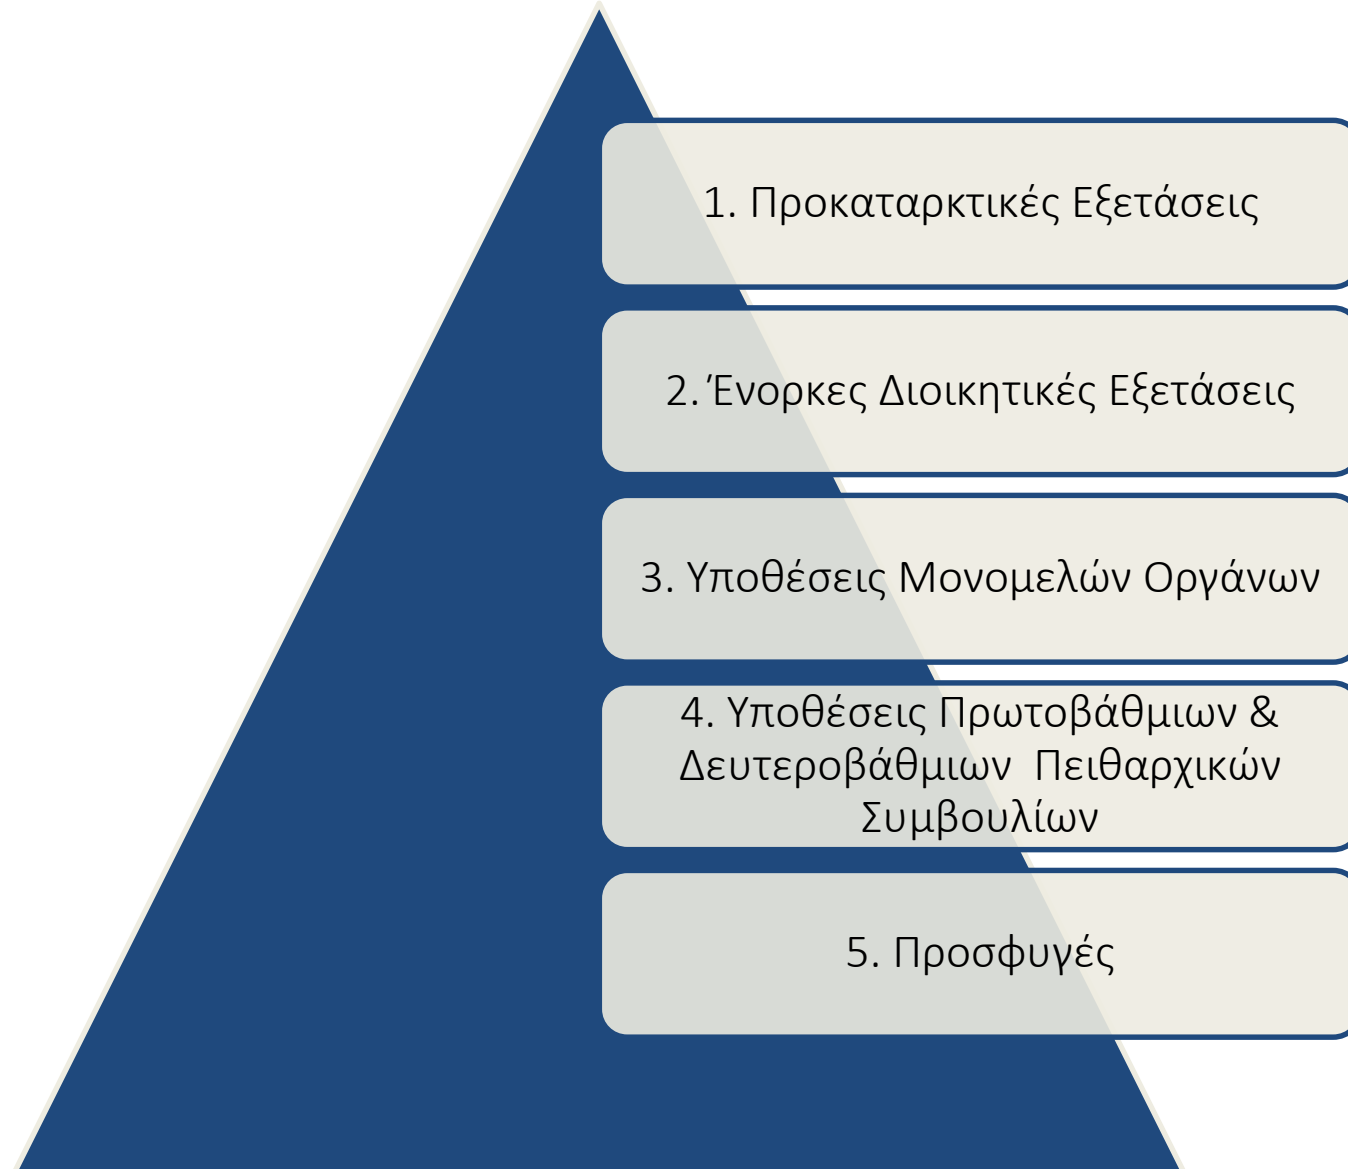 1. Προκαταρκτικές Εξετάσεις
2. Ένορκες Διοικητικές Εξετάσεις
3. Υποθέσεις Μονομελών Οργάνων
4. Υποθέσεις Πρωτοβάθμιων &
Δευτεροβάθμιων Πειθαρχικών
Συμβουλίων
5. Προσφυγές